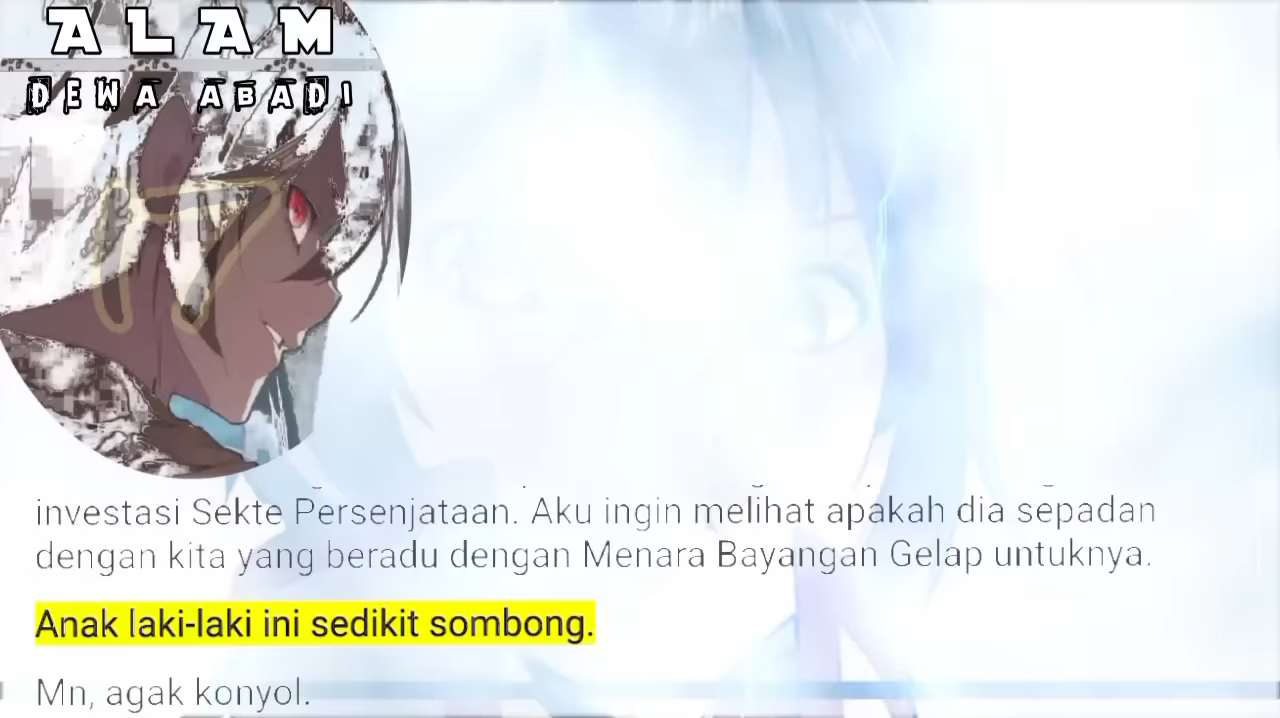 ALAM
DEWA ABADI
investasi Sekte Persenjataan. Aku ingin melihat apakah dia sepadan
dengan kita yang beradu dengan Menara Bayangan Gelap untuknya.
Anak laki-laki ini sedikit sombong.
Mn, agak konyol.